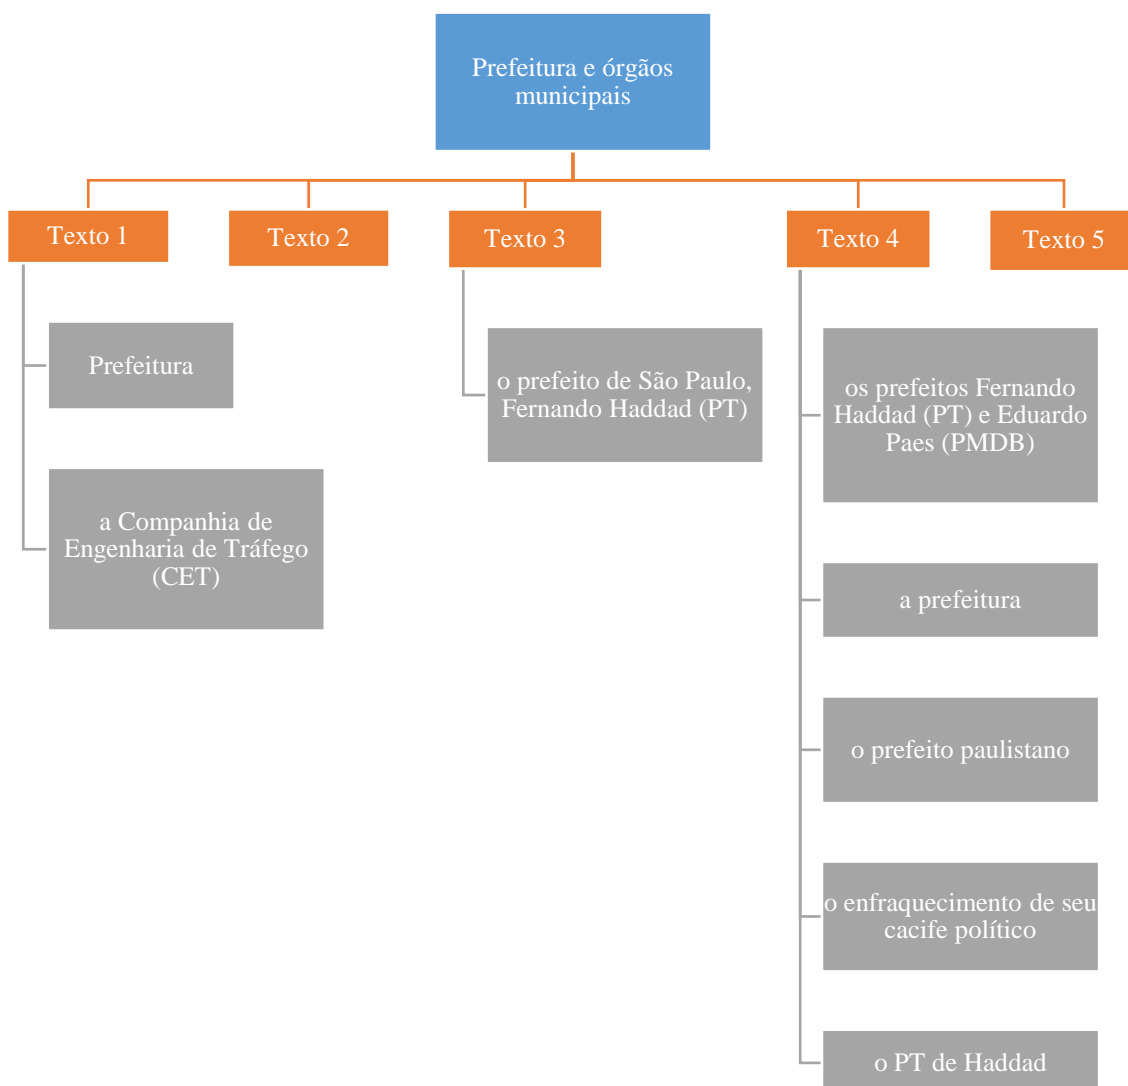 Prefeitura e órgãos
municipais
Texto 1
Texto 2
Texto 3
Texto 4
Texto 5
Prefeitura
a Companhia de
Engenharia de Tráfego
(CET)
o prefeito de São Paulo,
Fernando Haddad (PT)
os prefeitos Fernando
Haddad (PT) e Eduardo
Paes (PMDB)
a prefeitura
o prefeito paulistano
o enfraquecimento de seu
cacife político
o PT de Haddad